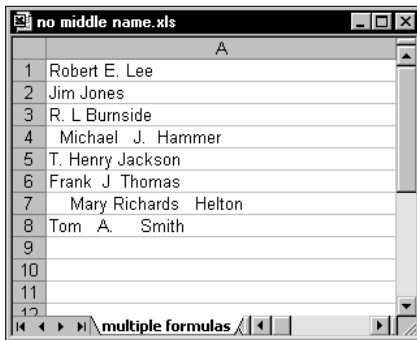 no middle name.xls
A
1 Robert E. Lee
2 Jim Jones
3 R. L Burnside
4   Michael   J.  Hammer
5 T. Henry Jackson
6 Frank  J  Thomas
7     Mary Richards   Helton
8 Tom   A.     Smith
9
10
11
12
multiple formulas